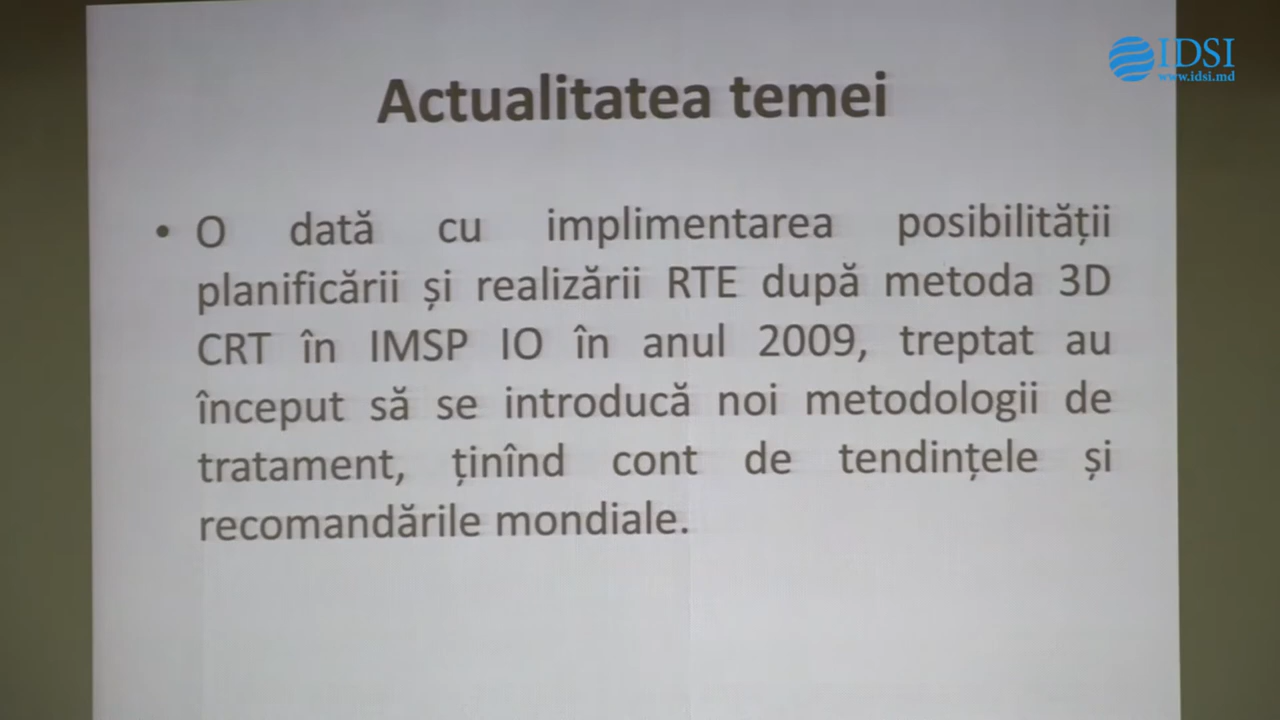 IDSI
www.idsi.md
Actualitatea temei
• O dată cu implimentarea posibilității
planificării și realizării RTE după metoda 3D
CRT în IMSP IO în anul 2009, treptat au
început să se introducă noi metodologii de
tratament, ținînd cont de tendințele și
recomandările mondiale.